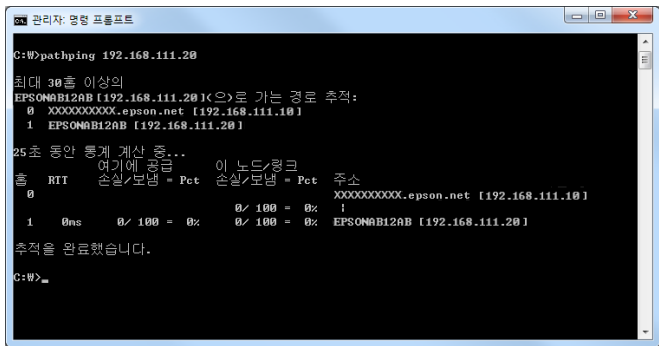 관리자: 명령 프롬프트
C:\>pathping 192.168.111.20
최대 30홉 이상의
EPSONAB12AB [192.168.111.20](으)로 가는 경로 추적:
0 XXXXXXXXXX.epson.net [192.168.111.10]
1 EPSONAB12AB [192.168.111.20]
25초 동안 통계 계산 중...
여기에 공급 이 노드/링크
홉 RTT 손실/보냄 = Pct 손실/보냄 = Pct 주소
0 XXXXXXXXXX.epson.net [192.168.111.10]
0/ 100 = 0% |
1 0ms 0/ 100 = 0% 0/ 100 = 0% EPSONAB12AB [192.168.111.20]
추적을 완료했습니다.
C:\>_